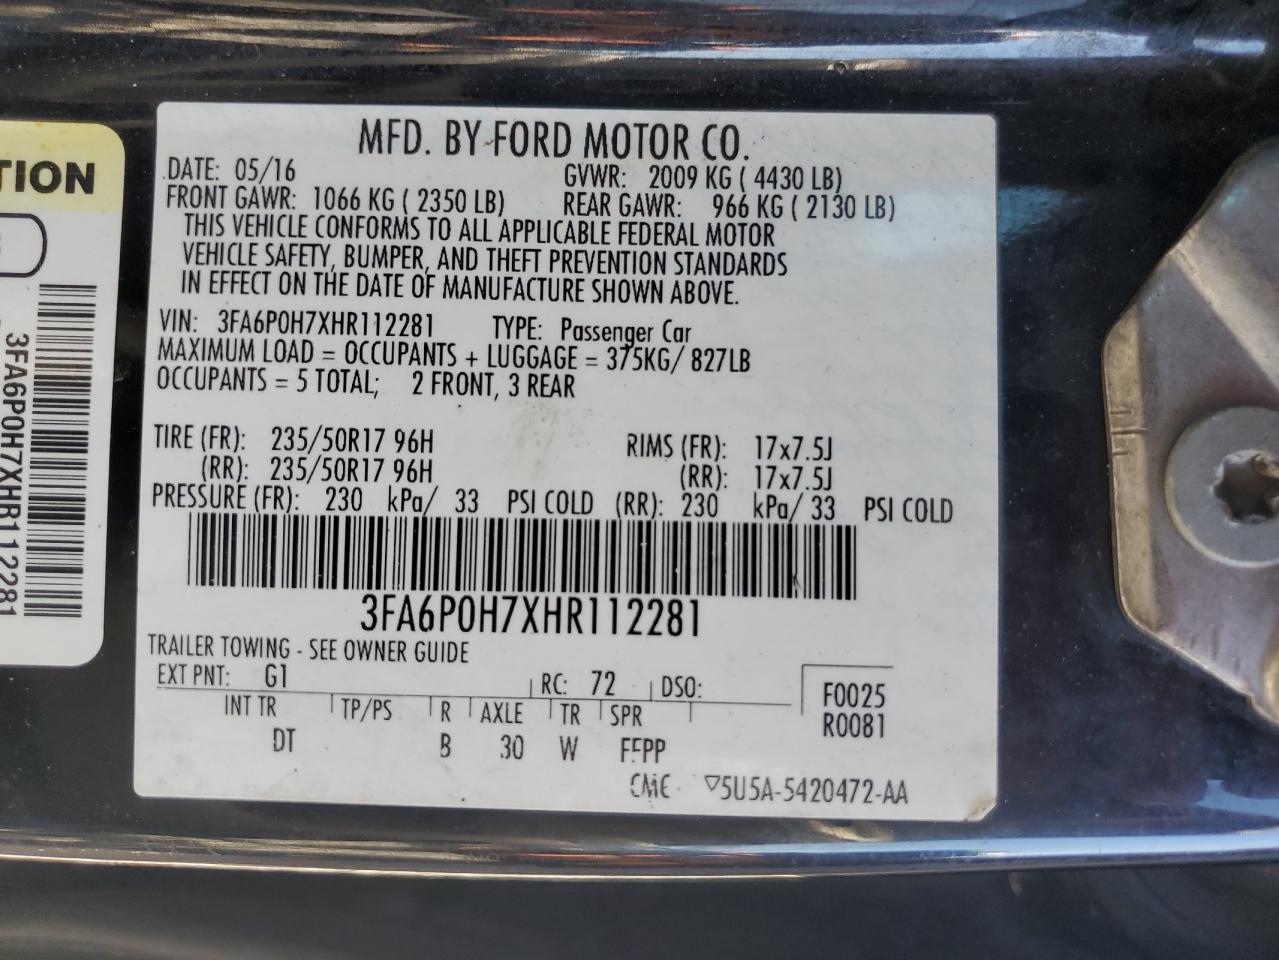 MFD. BY FORD MOTOR CO.
DATE: 05/16 GVWR: 2009 KG ( 4430 LB)
FRONT GAWR: 1066 KG ( 2350 LB) REAR GAWR: 966 KG ( 2130 LB)
THIS VEHICLE CONFORMS TO ALL APPLICABLE FEDERAL MOTOR
VEHICLE SAFETY, BUMPER, AND THEFT PREVENTION STANDARDS
IN EFFECT ON THE DATE OF MANUFACTURE SHOWN ABOVE.
VIN: 3FA6P0H7XHR112281 TYPE: Passenger Car
MAXIMUM LOAD = OCCUPANTS + LUGGAGE = 375KG/ 827LB
OCCUPANTS = 5 TOTAL; 2 FRONT, 3 REAR
TIRE (FR): 235/50R17 96H RIMS (FR): 17x7.5J
(RR): 235/50R17 96H (RR): 17x7.5J
PRESSURE (FR): 230 kPa/ 33 PSI COLD (RR): 230 kPa/ 33 PSI COLD
3FA6P0H7XHR112281
TRAILER TOWING - SEE OWNER GUIDE
EXT PNT: G1 RC: 72 DSO:
INT TR TP/PS R AXLE TR SPR
DT B 30 W FFPP
F0025
R0081
5U5A-5420472-AA
TION
3FA6P0H7XHR112281